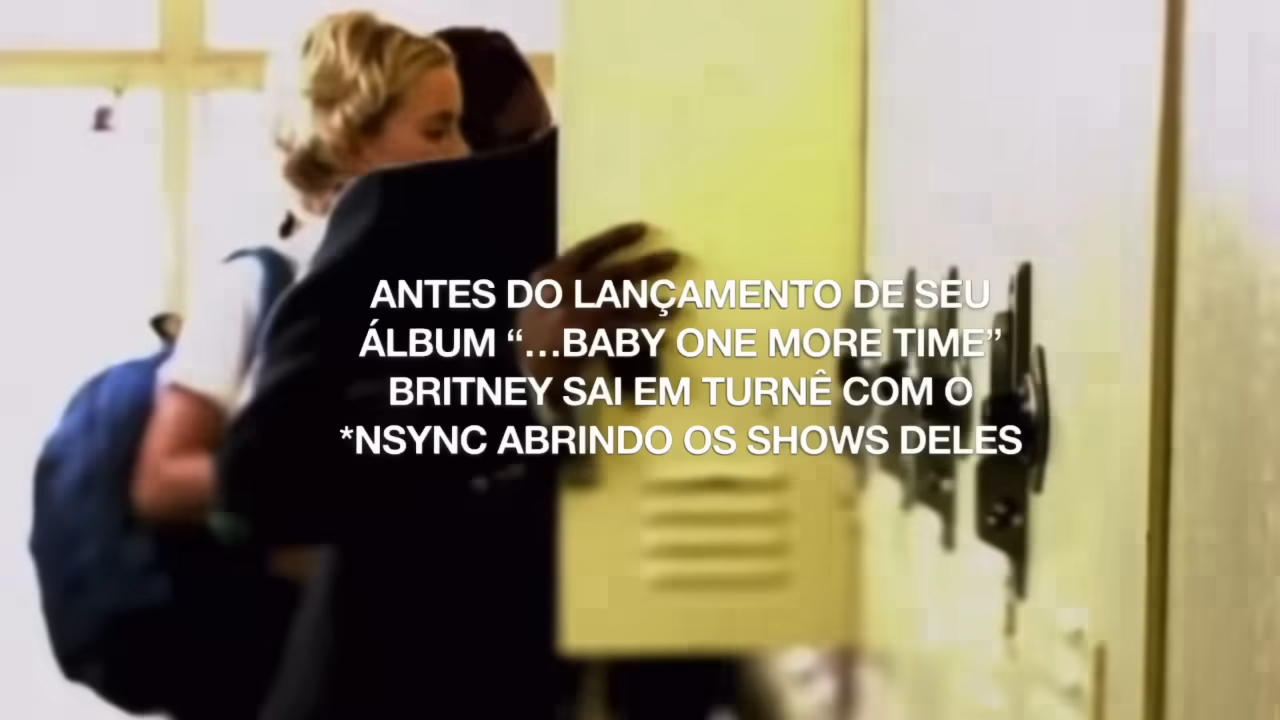 ANTES DO LANÇAMENTO DE SEU
ÁLBUM “...BABY ONE MORE TIME”
BRITNEY SAI EM TURNÊ COM O
*NSYNC ABRINDO OS SHOWS DELES